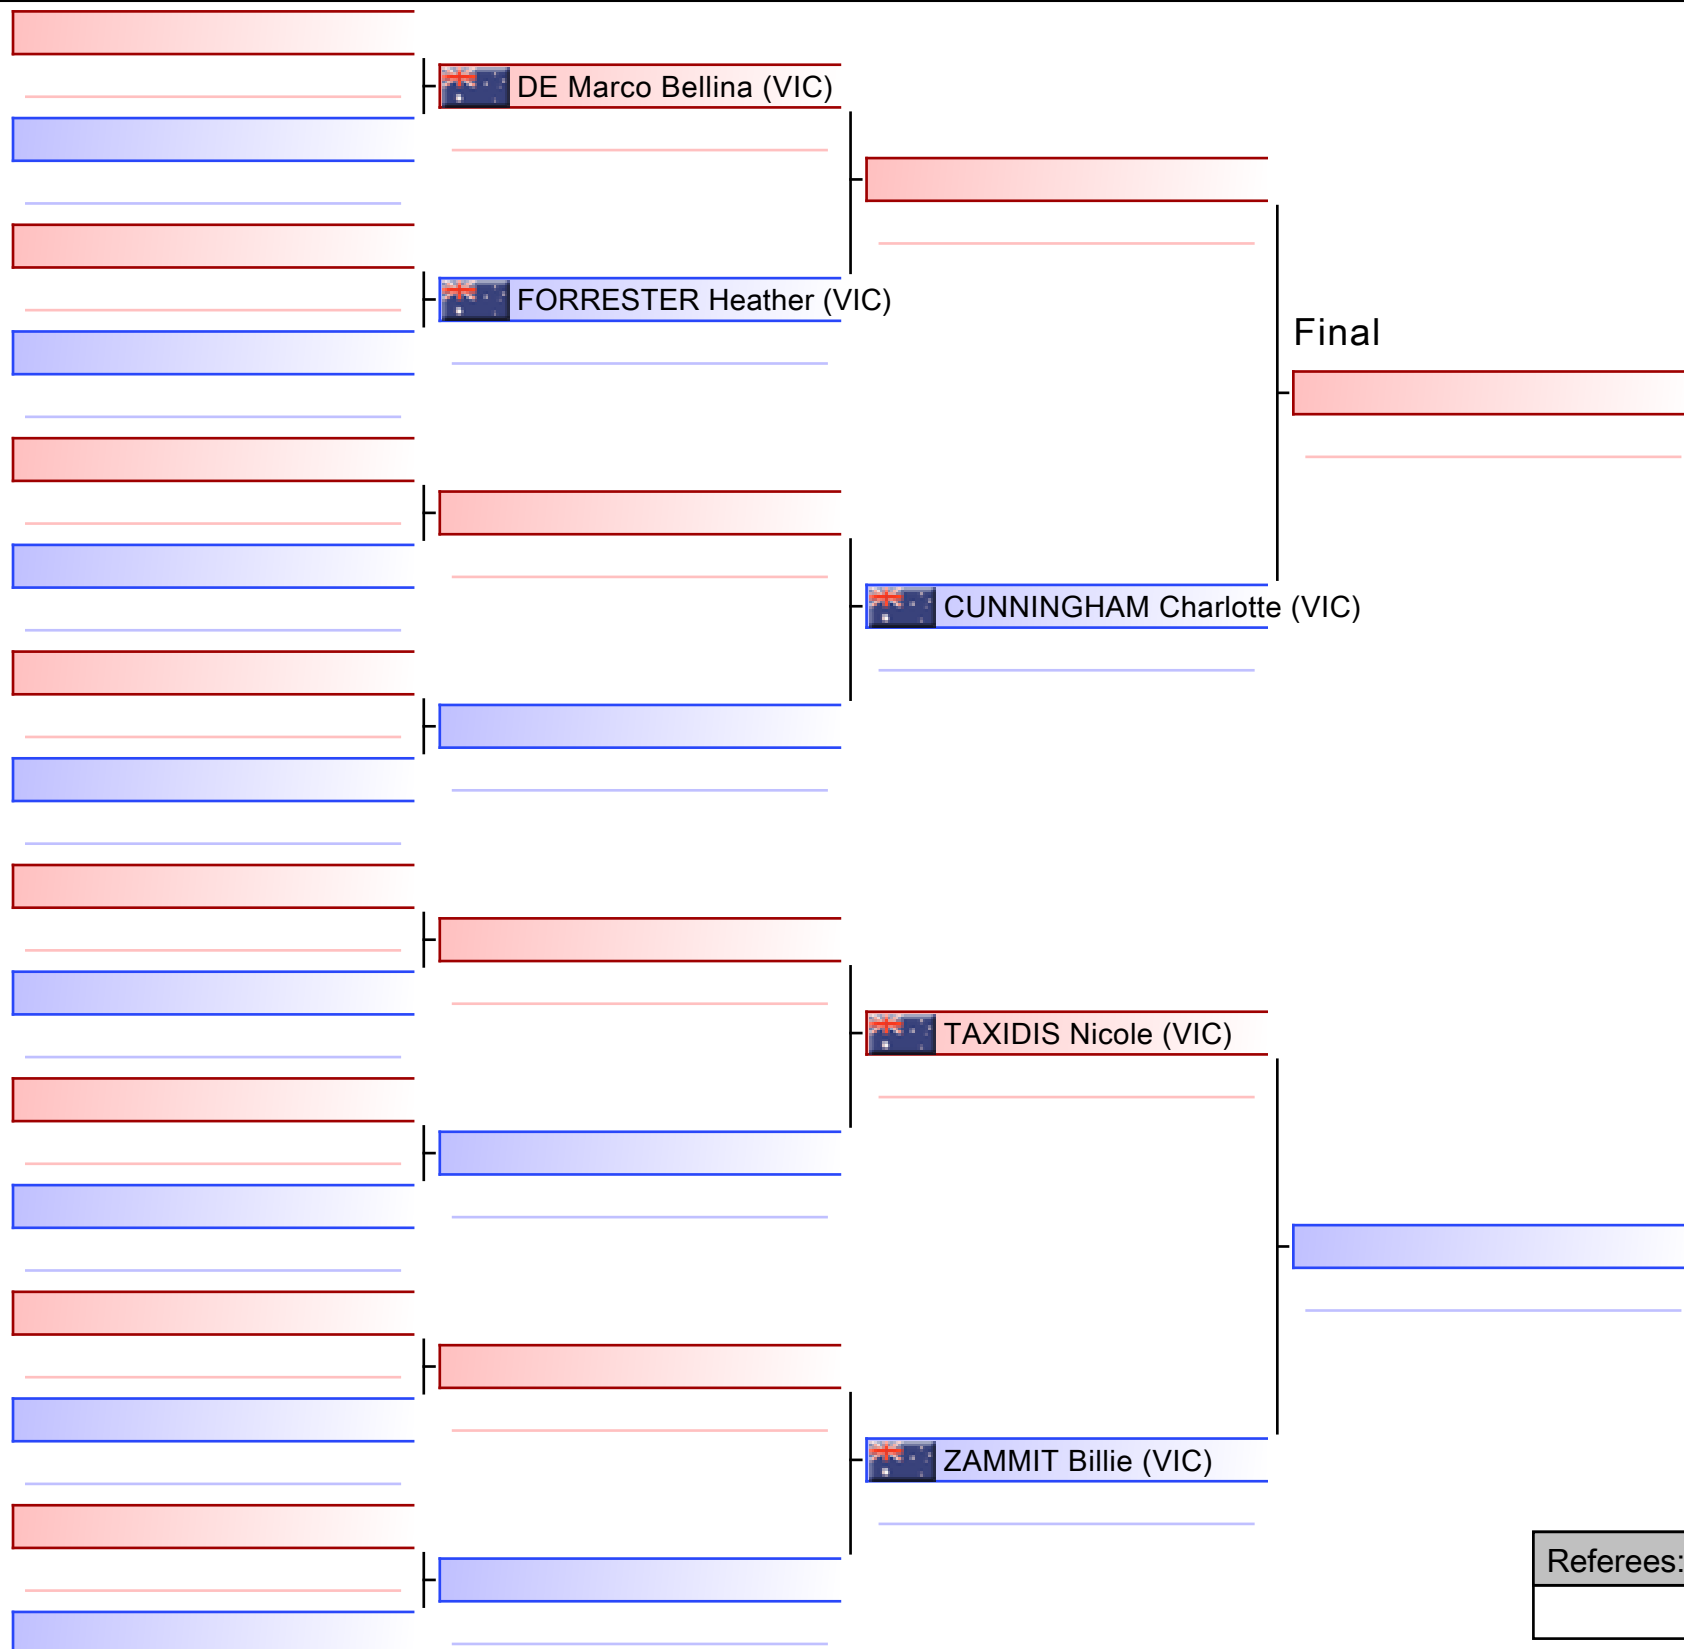 DE Marco Bellina (VIC)
FORRESTER Heather (VIC)
Final
CUNNINGHAM Charlotte (VIC)
TAXIDIS Nicole (VIC)
ZAMMIT Billie (VIC)
Referees: